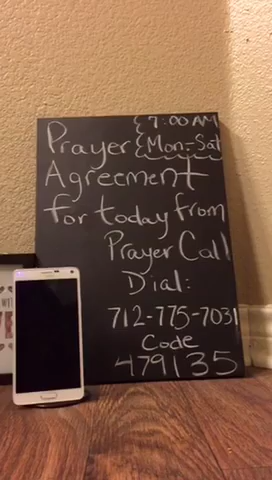 7:00 AM
Prayer { Mon-Sat
Agreement
for today from
Prayer Call
Dial:
712-775-7031
Code
479135